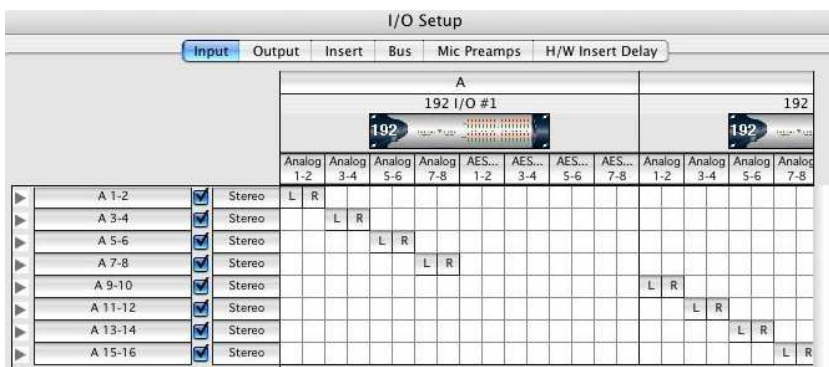 I/O Setup
Input Output Insert Bus Mic Preamps H/W Insert Delay
A
192 I/O #1 192
192 192
Analog 1-2 Analog 3-4 Analog 5-6 Analog 7-8 AES... 1-2 AES... 3-4 AES... 5-6 AES... 7-8 Analog 1-2 Analog 3-4 Analog 5-6 Analog 7-8
A 1-2 Stereo L R
A 3-4 Stereo L R
A 5-6 Stereo L R
A 7-8 Stereo L R
A 9-10 Stereo L R
A 11-12 Stereo L R
A 13-14 Stereo L R
A 15-16 Stereo L R